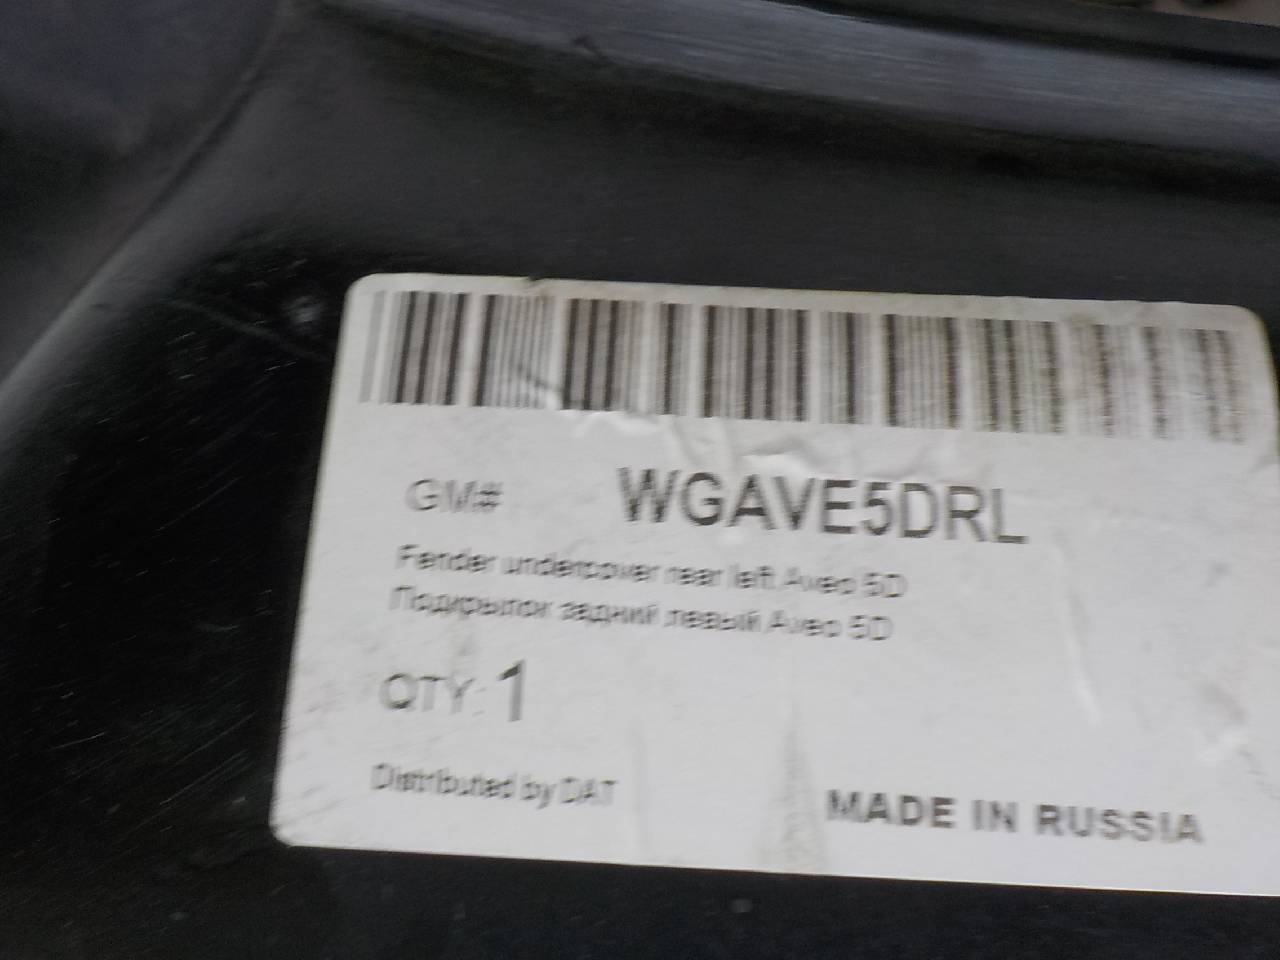 GM# WGAVE5DRL
Fender undercover rear left Aveo 5D
Подкрылок задний левый Aveo 5D
QTY: 1
Distributed by DAT
MADE IN RUSSIA